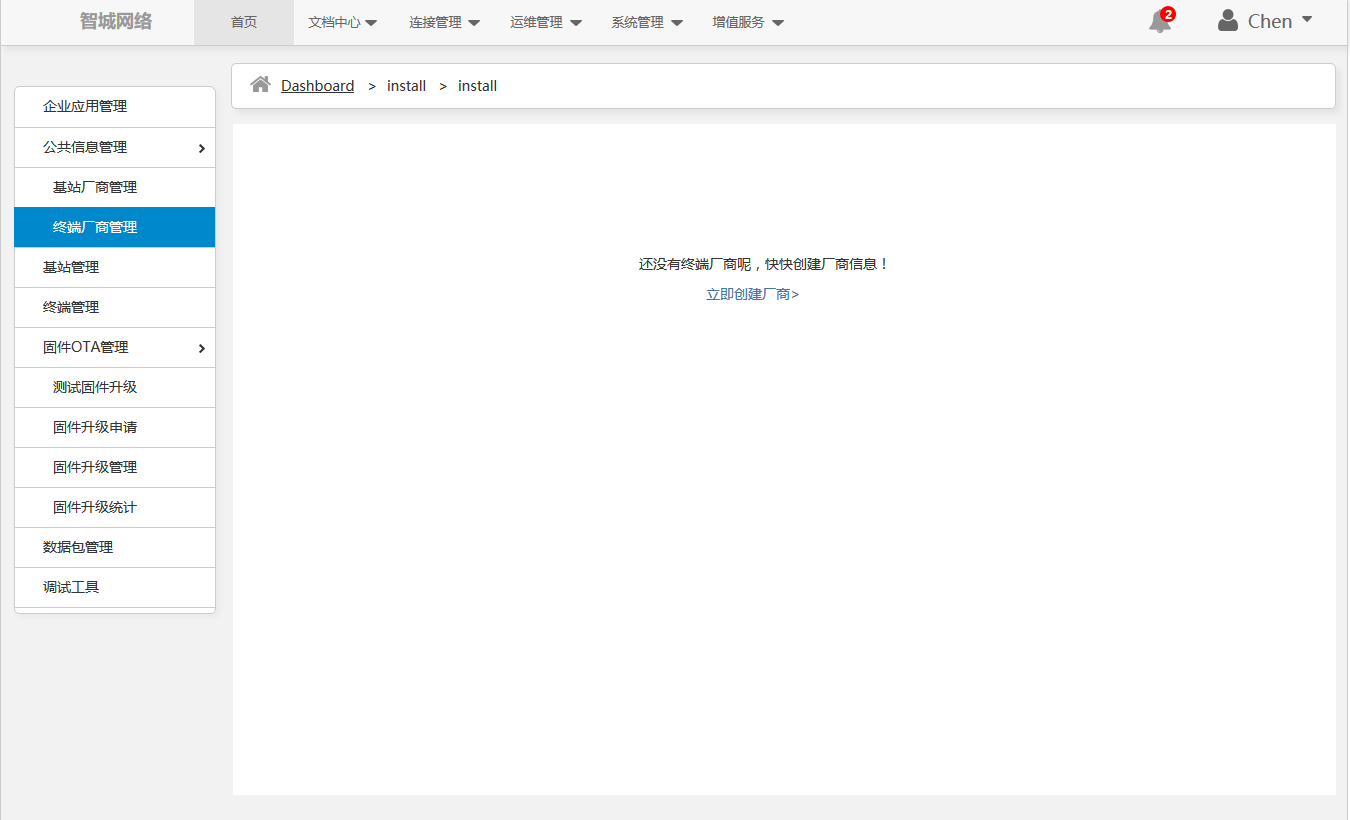 智城网络
首页
文档中心
连接管理
运维管理
系统管理
增值服务
2
Chen
Dashboard > install > install
企业应用管理
公共信息管理
基站厂商管理
终端厂商管理
基站管理
终端管理
固件OTA管理
测试固件升级
固件升级申请
固件升级管理
固件升级统计
数据包管理
调试工具
还没有终端厂商呢，快快创建厂商信息！
立即创建厂商>